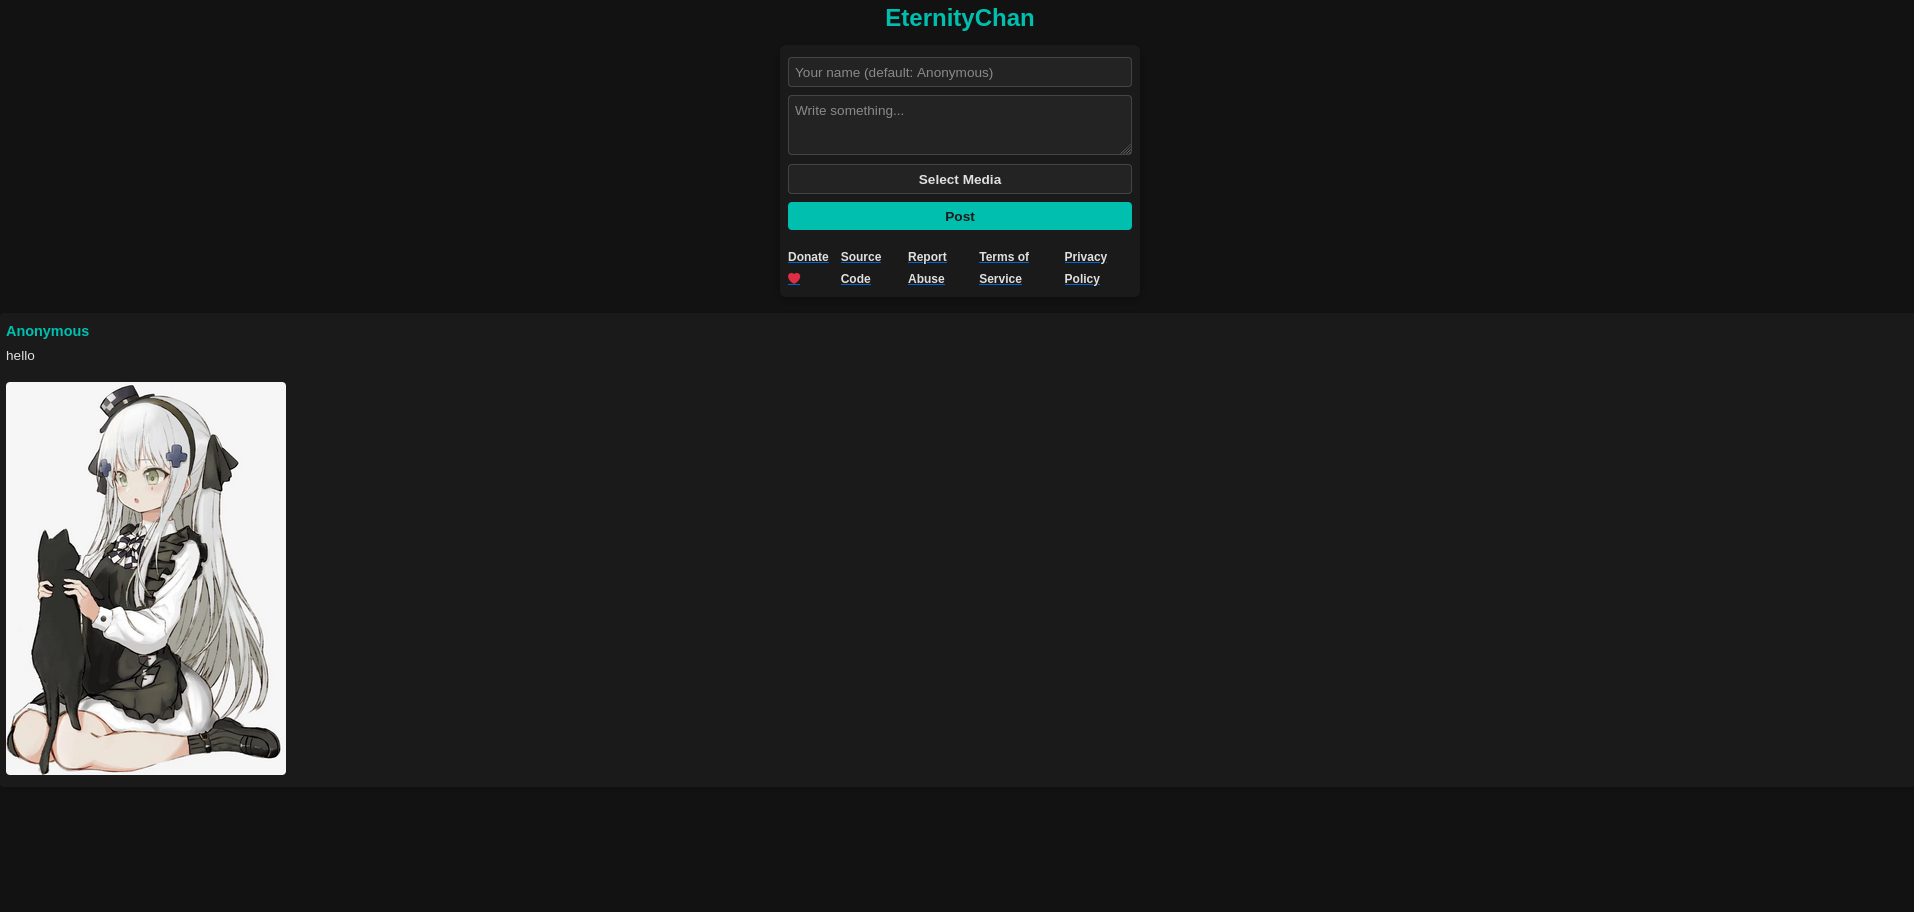 EternityChan
Your name (default: Anonymous)
Write something...
Select Media
Post
Donate Source Report Terms of Privacy
❤ Code Abuse Service Policy
Anonymous
hello